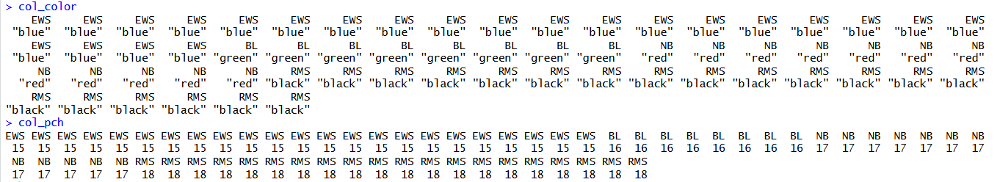 > col_color
EWS EWS EWS EWS EWS EWS EWS EWS EWS EWS EWS EWS EWS EWS EWS EWS EWS EWS EWS
"blue" "blue" "blue" "blue" "blue" "blue" "blue" "blue" "blue" "blue" "blue" "blue" "blue" "blue" "blue" "blue" "blue" "blue" "blue"
EWS EWS EWS EWS BL BL BL BL BL BL BL BL NB NB NB NB NB NB NB
"blue" "blue" "blue" "blue" "green" "green" "green" "green" "green" "green" "green" "green" "red" "red" "red" "red" "red" "red" "red"
NB NB NB NB NB RMS RMS RMS RMS RMS RMS RMS RMS RMS RMS RMS RMS RMS RMS
"red" "red" "red" "red" "red" "black" "black" "black" "black" "black" "black" "black" "black" "black" "black" "black" "black" "black" "black"
RMS RMS RMS RMS RMS RMS
"black" "black" "black" "black" "black" "black"
> col_pch
EWS EWS EWS EWS EWS EWS EWS EWS EWS EWS EWS EWS EWS EWS EWS EWS EWS EWS EWS EWS EWS EWS EWS BL BL BL BL BL BL BL BL NB NB NB NB NB NB NB
15 15 15 15 15 15 15 15 15 15 15 15 15 15 15 15 15 15 15 15 15 15 15 16 16 16 16 16 16 16 16 17 17 17 17 17 17 17
NB NB NB NB NB RMS RMS RMS RMS RMS RMS RMS RMS RMS RMS RMS RMS RMS RMS RMS RMS RMS RMS RMS RMS
17 17 17 17 17 18 18 18 18 18 18 18 18 18 18 18 18 18 18 18 18 18 18 18 18